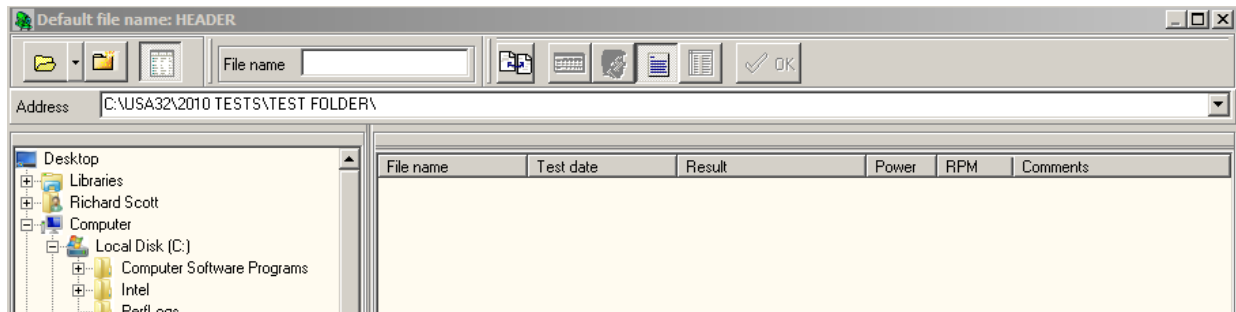 Default file name: HEADER
File name
OK
Address C:\USA32\2010 TESTS\TEST FOLDER\
Desktop
Libraries
Richard Scott
Computer
Local Disk (C:)
Computer Software Programs
Intel
PerfLogs
File name Test date Result Power RPM Comments